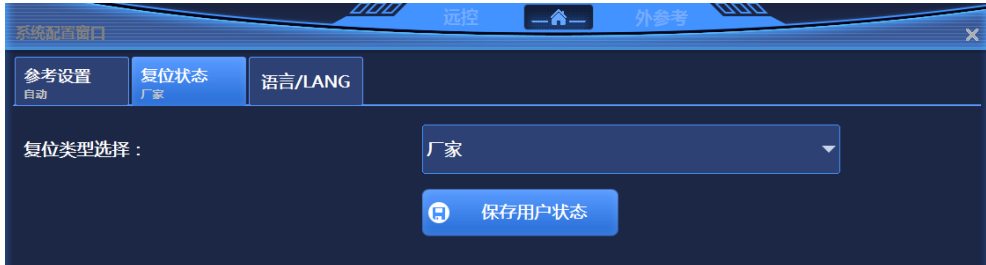 远控 外参考
系统配置窗口
参考设置 复位状态 语言/LANG
自动 厂家
复位类型选择： 厂家
保存用户状态